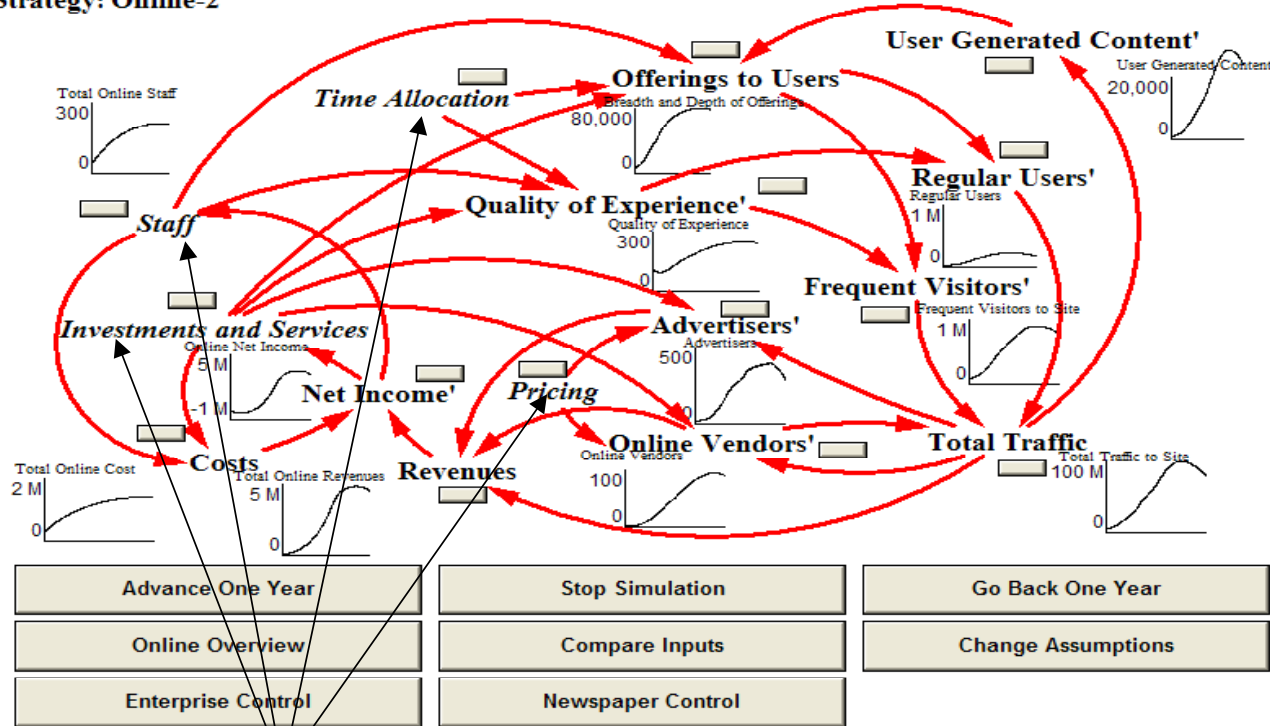 Strategy: Online-2
User Generated Content'
User Generated Content
20,000
0
Offerings to Users
Breadth and Depth of Offerings
80,000
0
Time Allocation
Total Online Staff
300
0
Regular Users'
Regular Users
1 M
0
Quality of Experience'
Quality of Experience
300
0
Staff
Frequent Visitors'
Frequent Visitors to Site
1 M
0
Investments and Services
Online Net Income
5 M
-1 M
Advertisers'
Advertisers
500
0
Net Income'
Pricing
Costs
Total Online Cost
2 M
0
Total Online Revenues
5 M
0
Revenues
Online Vendors'
Online Vendors
100
0
Total Traffic
Total Traffic to Site
100 M
0
Advance One Year
Stop Simulation
Go Back One Year
Online Overview
Compare Inputs
Change Assumptions
Enterprise Control
Newspaper Control